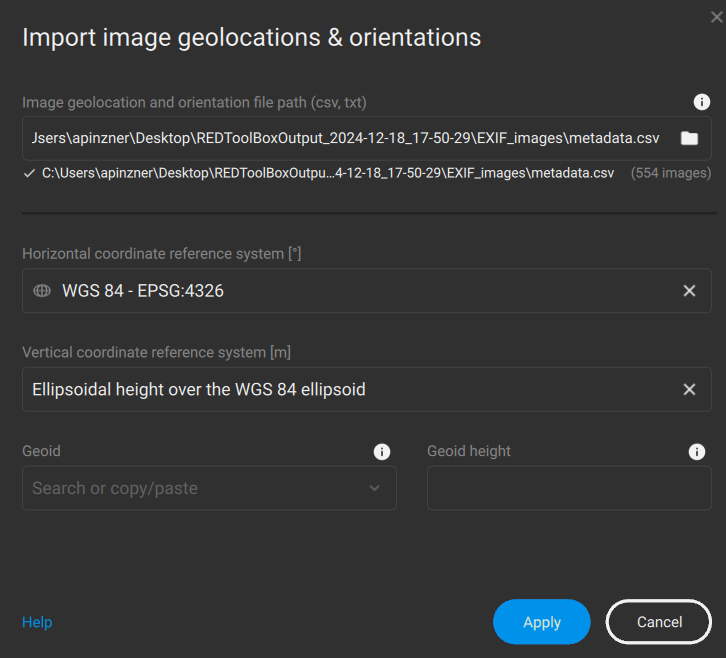 Import image geolocations & orientations
Image geolocation and orientation file path (csv, txt)
Jsers\apinzner\Desktop\REDToolBoxOutput_2024-12-18_17-50-29\EXIF_images\metadata.csv
C:\Users\apinzner\Desktop\REDToolBoxOutpu...4-12-18_17-50-29\EXIF_images\metadata.csv (554 images)
Horizontal coordinate reference system [°]
WGS 84 - EPSG:4326
Vertical coordinate reference system [m]
Ellipsoidal height over the WGS 84 ellipsoid
Geoid Geoid height
Search or copy/paste
Help Apply Cancel